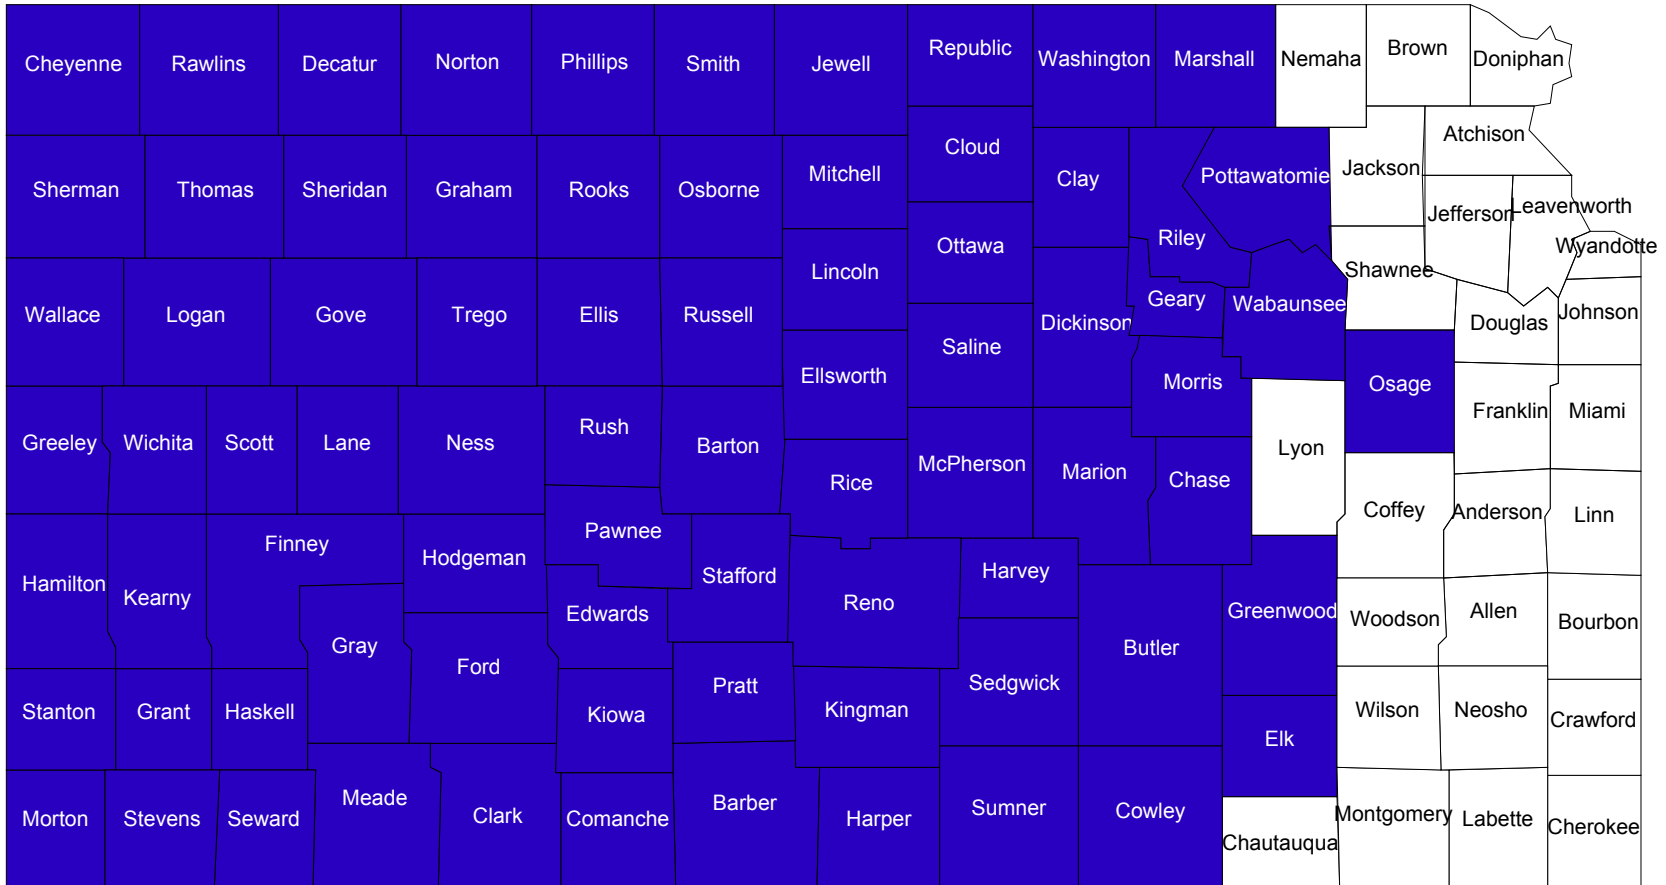 Cheyenne
Rawlins
Decatur
Norton
Phillips
Smith
Jewell
Republic
Washington
Marshall
Nemaha
Brown
Doniphan
Sherman
Thomas
Sheridan
Graham
Rooks
Osborne
Mitchell
Cloud
Clay
Riley
Pottawatomie
Jackson
Atchison
Jefferson
Leavenworth
Wyandotte
Wallace
Logan
Gove
Trego
Ellis
Russell
Lincoln
Ottawa
Saline
Dickinson
Geary
Wabaunsee
Shawnee
Douglas
Johnson
Greeley
Wichita
Scott
Lane
Ness
Rush
Barton
Ellsworth
Rice
McPherson
Marion
Morris
Chase
Lyon
Osage
Franklin
Miami
Hamilton
Kearny
Finney
Hodgeman
Pawnee
Stafford
Edwards
Reno
Harvey
Coffey
Anderson
Linn
Gray
Ford
Kiowa
Pratt
Kingman
Sedgwick
Butler
Greenwood
Woodson
Allen
Bourbon
Stanton
Grant
Haskell
Elk
Wilson
Neosho
Crawford
Morton
Stevens
Seward
Meade
Clark
Comanche
Barber
Harper
Sumner
Cowley
Chautauqua
Montgomery
Labette
Cherokee